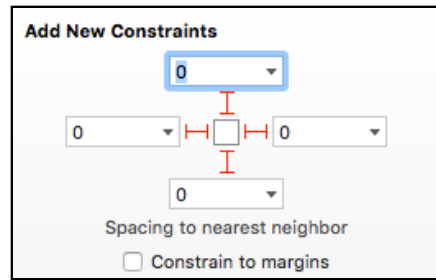 Add New Constraints
0
0 0
0
Spacing to nearest neighbor
Constrain to margins